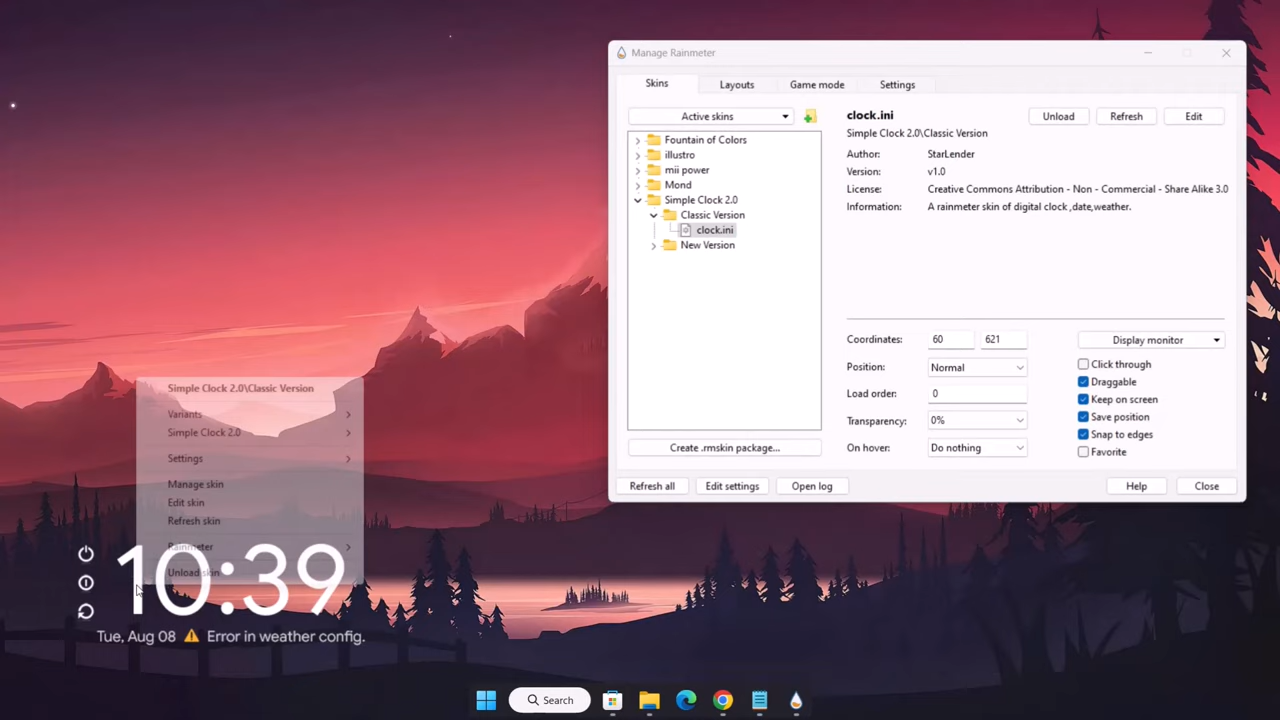 Manage Rainmeter
Skins
Layouts
Game mode
Settings
Active skins
Fountain of Colors
illustro
mii power
Mond
Simple Clock 2.0
Classic Version
clock.ini
New Version
Create .rmskin package...
clock.ini
Unload
Refresh
Edit
Simple Clock 2.0\Classic Version
Author: StarLender
Version: v1.0
License: Creative Commons Attribution - Non - Commercial - Share Alike 3.0
Information: A rainmeter skin of digital clock ,date,weather.
Coordinates: 60 621
Position: Normal
Load order: 0
Transparency: 0%
On hover: Do nothing
Display monitor
Click through
Draggable
Keep on screen
Save position
Snap to edges
Favorite
Refresh all
Edit settings
Open log
Help
Close
Simple Clock 2.0\Classic Version
Variants
Simple Clock 2.0
Settings
Manage skin
Edit skin
Refresh skin
Rainmeter
Unload skin
10:39
Tue, Aug 08 Error in weather config.
Search